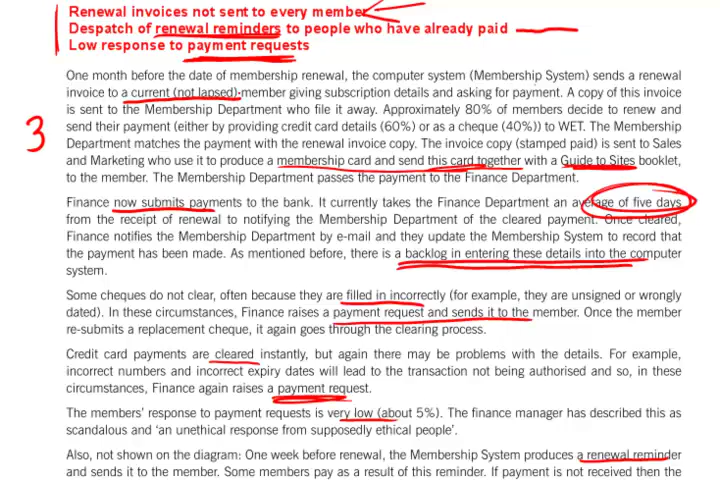 Renewal invoices not sent to every member
Despatch of renewal reminders to people who have already paid
Low response to payment requests
One month before the date of membership renewal, the computer system (Membership System) sends a renewal
invoice to a current (not lapsed) member giving subscription details and asking for payment. A copy of this invoice
is sent to the Membership Department who file it away. Approximately 80% of members decide to renew and
send their payment (either by providing credit card details (60%) or as a cheque (40%)) to WET. The Membership
Department matches the payment with the renewal invoice copy. The invoice copy (stamped paid) is sent to Sales
and Marketing who use it to produce a membership card and send this card together with a Guide to Sites booklet,
to the member. The Membership Department passes the payment to the Finance Department.
3
Finance now submits payments to the bank. It currently takes the Finance Department an average of five days
from the receipt of renewal to notifying the Membership Department of the cleared payment. Once cleared,
Finance notifies the Membership Department by e-mail and they update the Membership System to record that
the payment has been made. As mentioned before, there is a backlog in entering these details into the computer
system.
Some cheques do not clear, often because they are filled in incorrectly (for example, they are unsigned or wrongly
dated). In these circumstances, Finance raises a payment request and sends it to the member. Once the member
re-submits a replacement cheque, it again goes through the clearing process.
Credit card payments are cleared instantly, but again there may be problems with the details. For example,
incorrect numbers and incorrect expiry dates will lead to the transaction not being authorised and so, in these
circumstances, Finance again raises a payment request.
The members' response to payment requests is very low (about 5%). The finance manager has described this as
scandalous and 'an unethical response from supposedly ethical people'.
Also, not shown on the diagram: One week before renewal, the Membership System produces a renewal reminder
and sends it to the member. Some members pay as a result of this reminder. If payment is not received then the